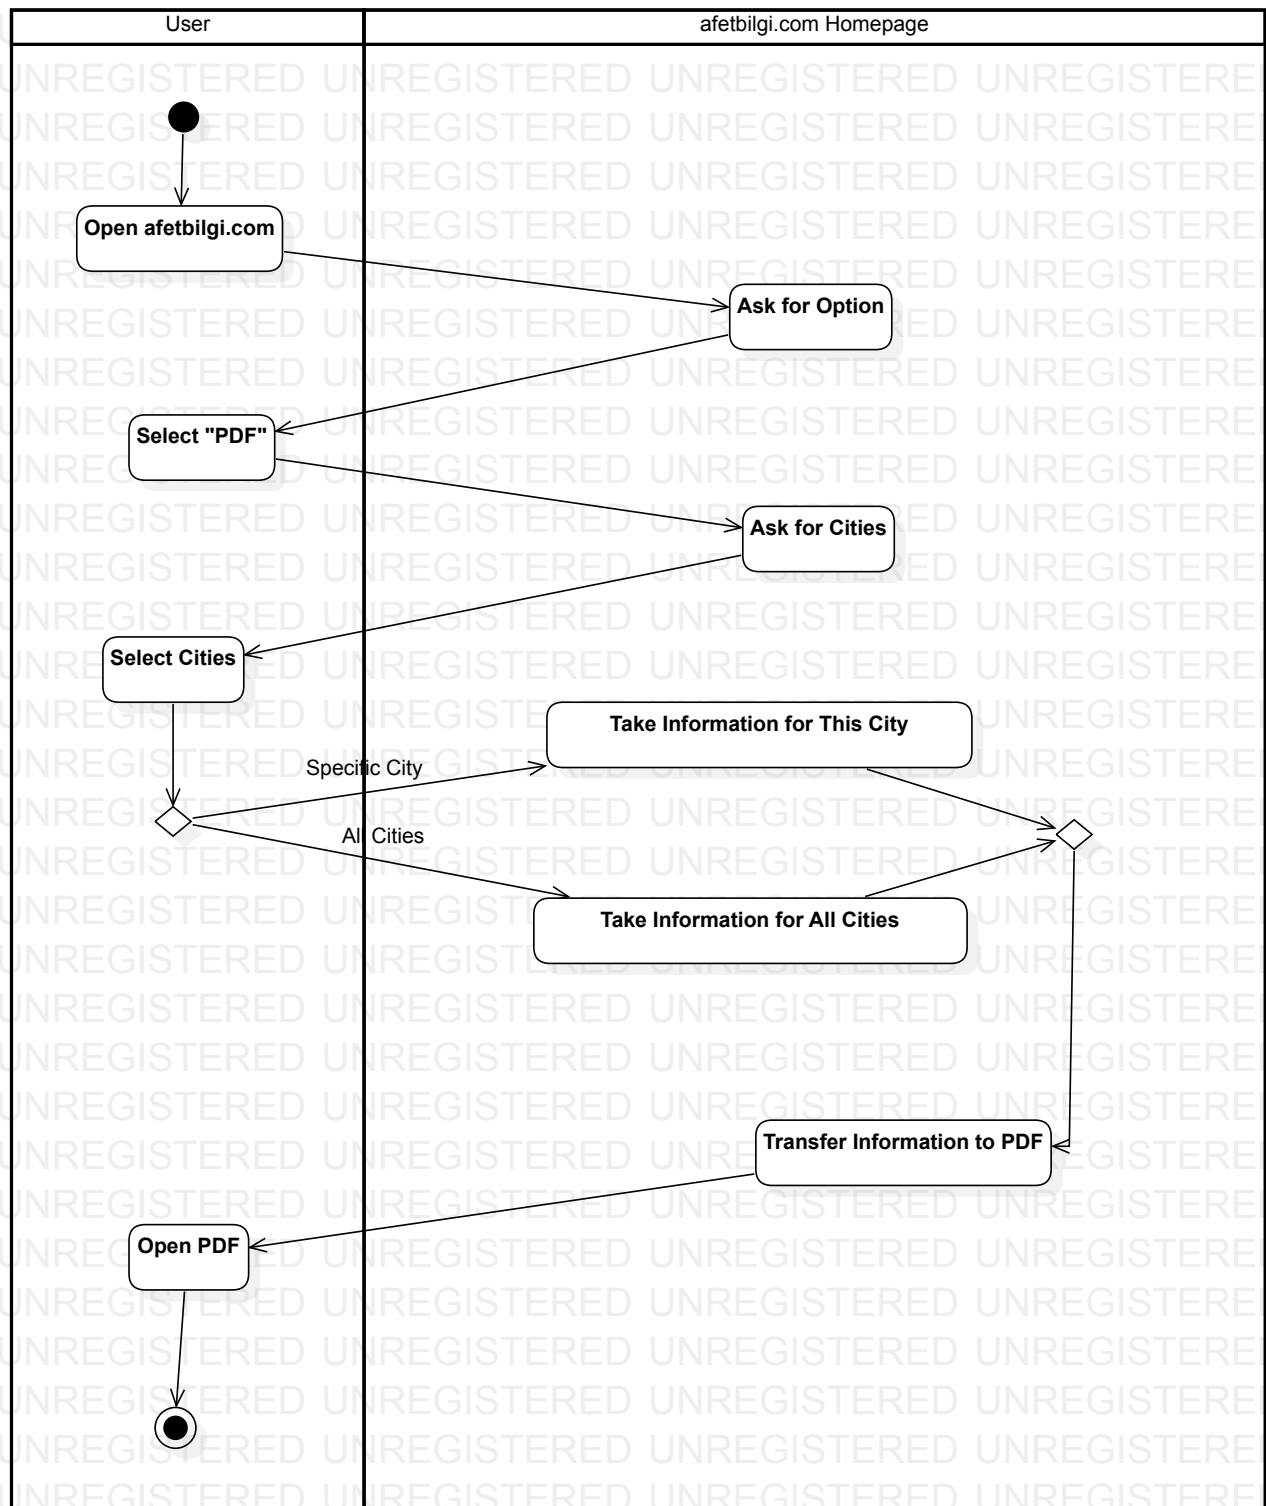 User
afetbilgi.com Homepage
Open afetbilgi.com
Ask for Option
Select "PDF"
Ask for Cities
Select Cities
Take Information for This City
Specific City
All Cities
Take Information for All Cities
Transfer Information to PDF
Open PDF
UNREGISTERED